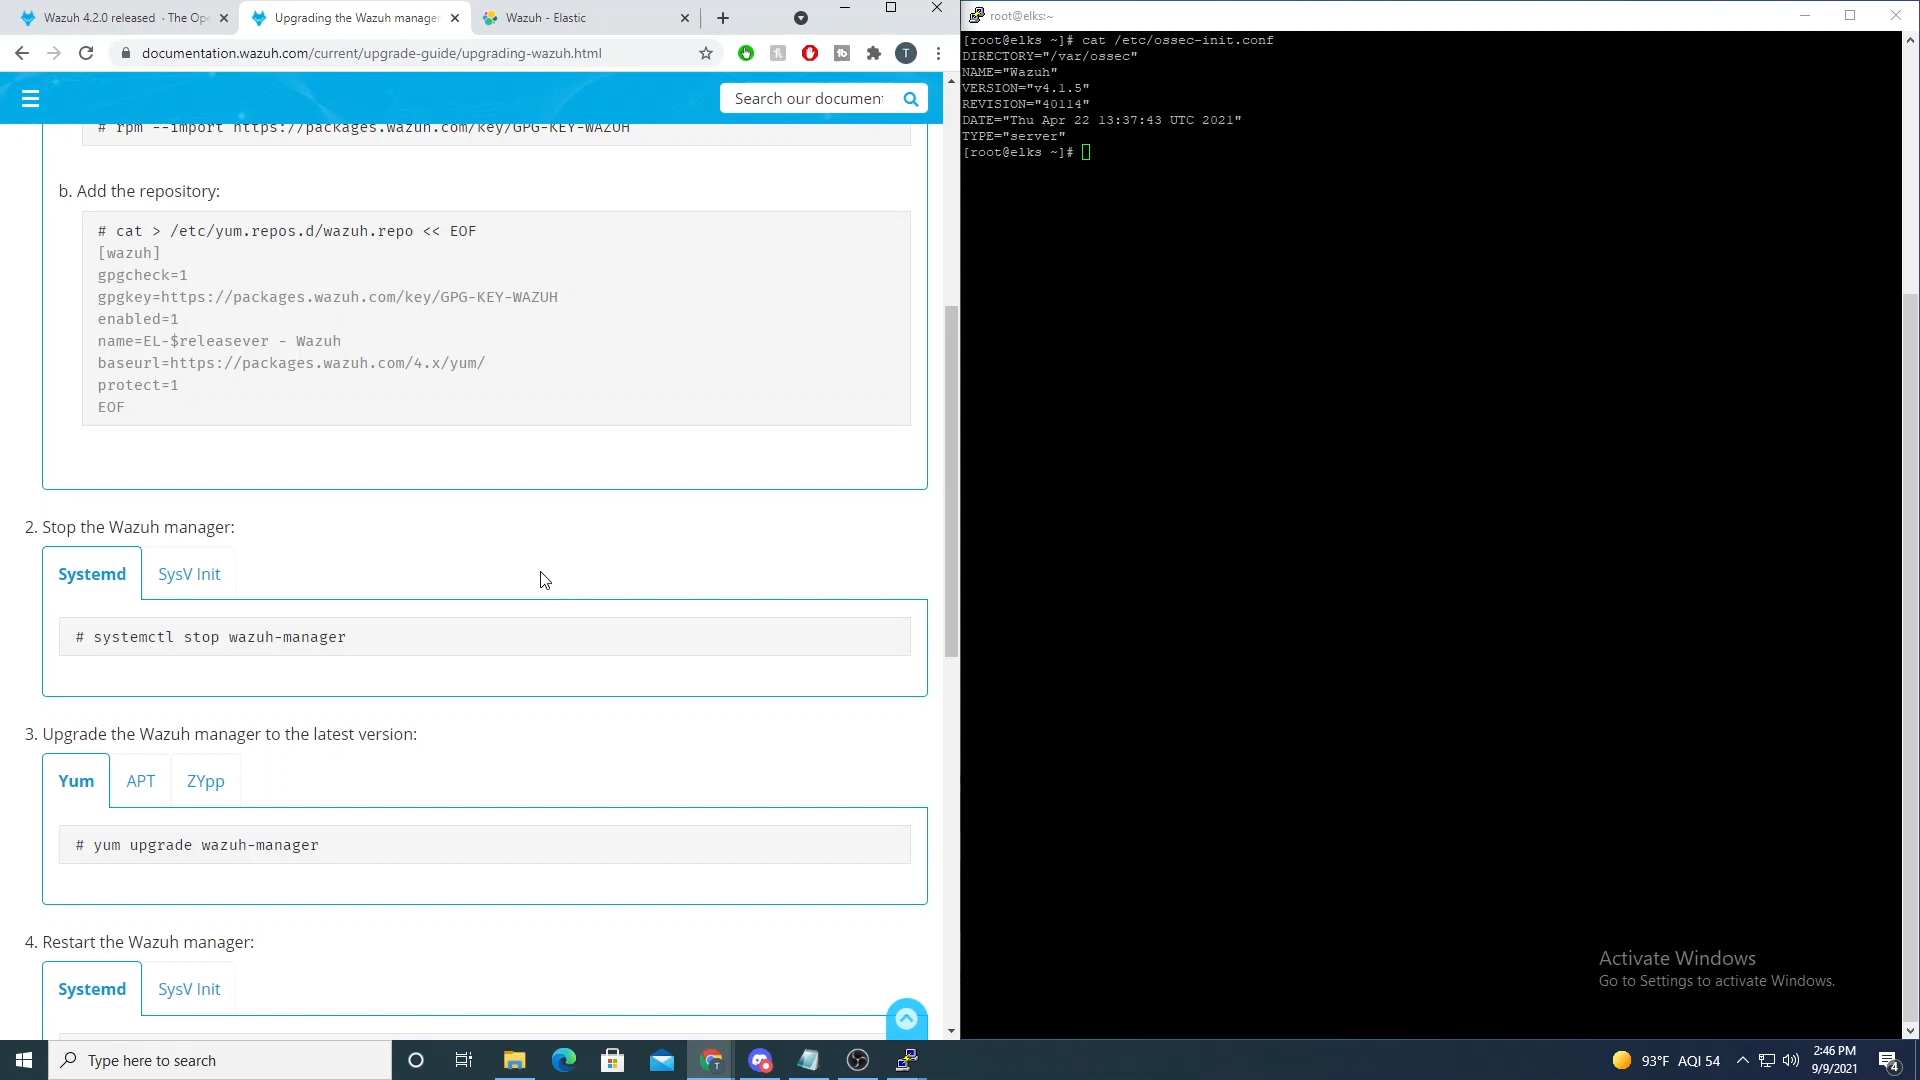 Wazuh 4.2.0 released · The Ope
Upgrading the Wazuh manager
Wazuh - Elastic
documentation.wazuh.com/current/upgrade-guide/upgrading-wazuh.html
T
Search our document
# rpm --import https://packages.wazuh.com/key/GPG-KEY-WAZUH
b. Add the repository:
# cat > /etc/yum.repos.d/wazuh.repo << EOF
[wazuh]
gpgcheck=1
gpgkey=https://packages.wazuh.com/key/GPG-KEY-WAZUH
enabled=1
name=EL-$releasever - Wazuh
baseurl=https://packages.wazuh.com/4.x/yum/
protect=1
EOF
2. Stop the Wazuh manager:
Systemd
SysV Init
# systemctl stop wazuh-manager
3. Upgrade the Wazuh manager to the latest version:
Yum
APT
ZYpp
# yum upgrade wazuh-manager
4. Restart the Wazuh manager:
Systemd
SysV Init
root@elks:~
[root@elks ~]# cat /etc/ossec-init.conf
DIRECTORY="/var/ossec"
NAME="Wazuh"
VERSION="v4.1.5"
REVISION="40114"
DATE="Thu Apr 22 13:37:43 UTC 2021"
TYPE="server"
[root@elks ~]#
Activate Windows
Go to Settings to activate Windows.
Type here to search
93°F AQI 54
2:46 PM
9/9/2021
4